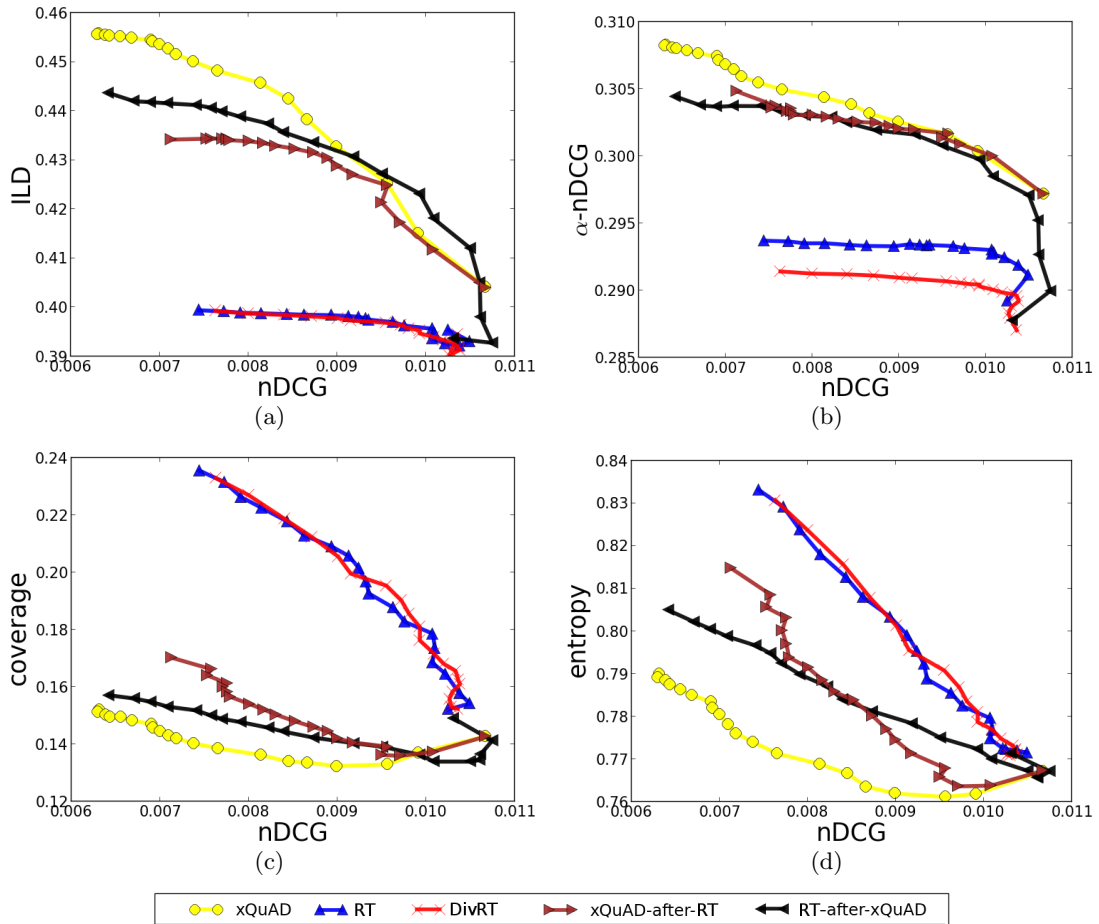 0.46
0.45
0.44
0.43
0.42
0.41
0.40
0.39
ILD
0.006 0.007 0.008 0.009 0.010 0.011
nDCG
(a)
0.310
0.305
0.300
0.295
0.290
0.285
α-nDCG
0.006 0.007 0.008 0.009 0.010 0.011
nDCG
(b)
0.24
0.22
0.20
0.18
0.16
0.14
0.12
coverage
0.006 0.007 0.008 0.009 0.010 0.011
nDCG
(c)
0.84
0.83
0.82
0.81
0.80
0.79
0.78
0.77
0.76
entropy
0.006 0.007 0.008 0.009 0.010 0.011
nDCG
(d)
xQuAD RT DivRT xQuAD-after-RT RT-after-xQuAD